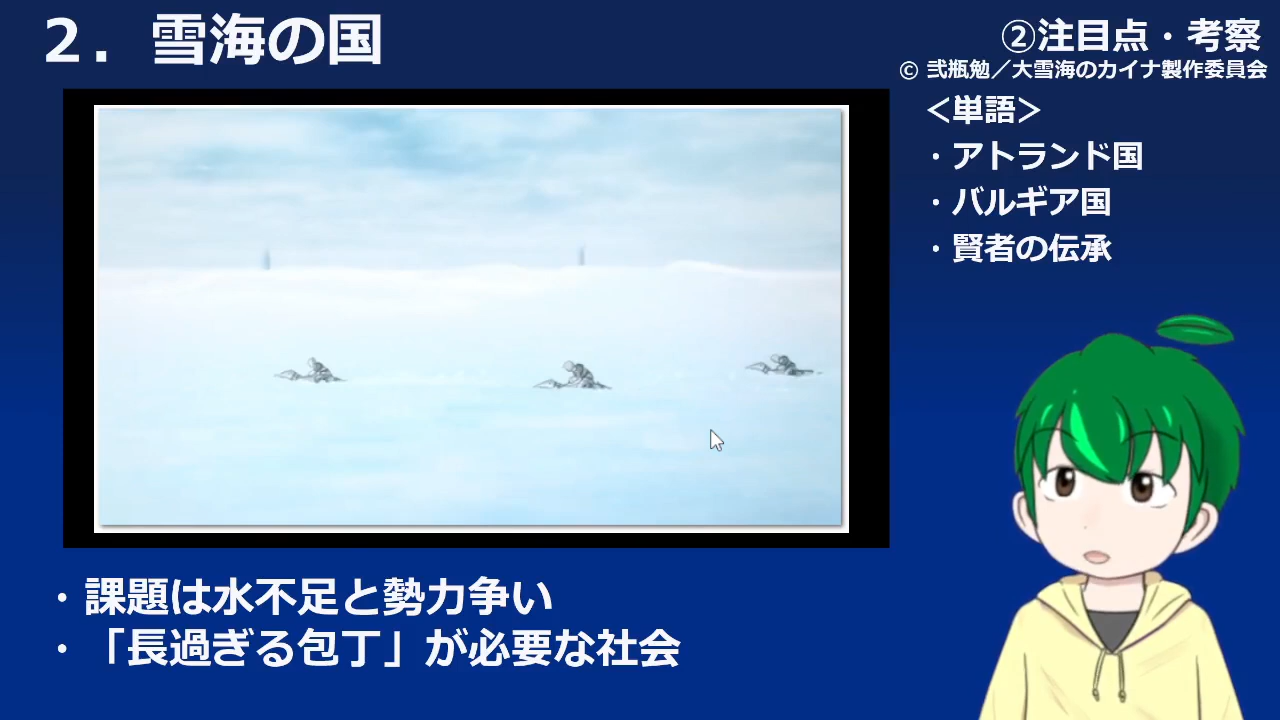 ２．雪海の国
②注目点・考察
© 弐瓶勉／大雪海のカイナ製作委員会
＜単語＞
・アトランド国
・バルギア国
・賢者の伝承
・課題は水不足と勢力争い
・「長過ぎる包丁」が必要な社会